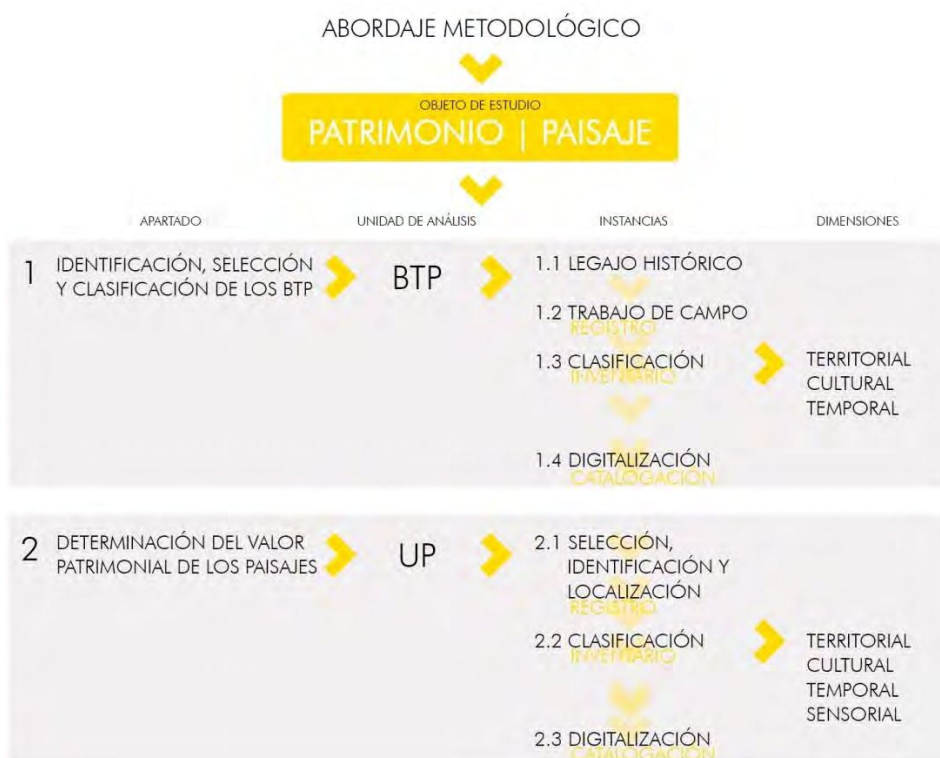 ABORDAJE METODOLÓGICO
OBJETO DE ESTUDIO
PATRIMONIO | PAISAJE
APARTADO
UNIDAD DE ANÁLISIS
INSTANCIAS
DIMENSIONES
1 IDENTIFICACIÓN, SELECCIÓN
Y CLASIFICACIÓN DE LOS BTP
BTP
1.1 LEGAJO HISTÓRICO
1.2 TRABAJO DE CAMPO
REGISTRO
1.3 CLASIFICACIÓN
INVENTARIO
1.4 DIGITALIZACIÓN
CATALOGACIÓN
TERRITORIAL
CULTURAL
TEMPORAL
2 DETERMINACIÓN DEL VALOR
PATRIMONIAL DE LOS PAISAJES
UP
2.1 SELECCIÓN,
IDENTIFICACIÓN Y
LOCALIZACIÓN
REGISTRO
2.2 CLASIFICACIÓN
INVENTARIO
2.3 DIGITALIZACIÓN
CATALOGACIÓN
TERRITORIAL
CULTURAL
TEMPORAL
SENSORIAL